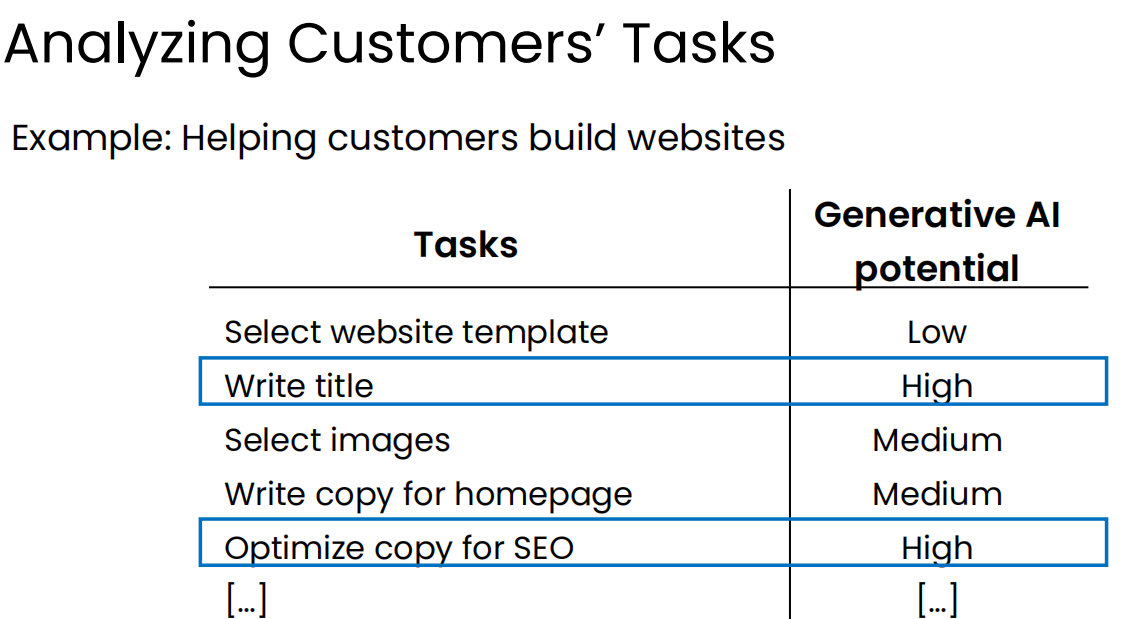 Analyzing Customers’ Tasks
Example: Helping customers build websites
Tasks
Generative AI
potential
Select website template Low
Write title High
Select images Medium
Write copy for homepage Medium
Optimize copy for SEO High
[…] […]